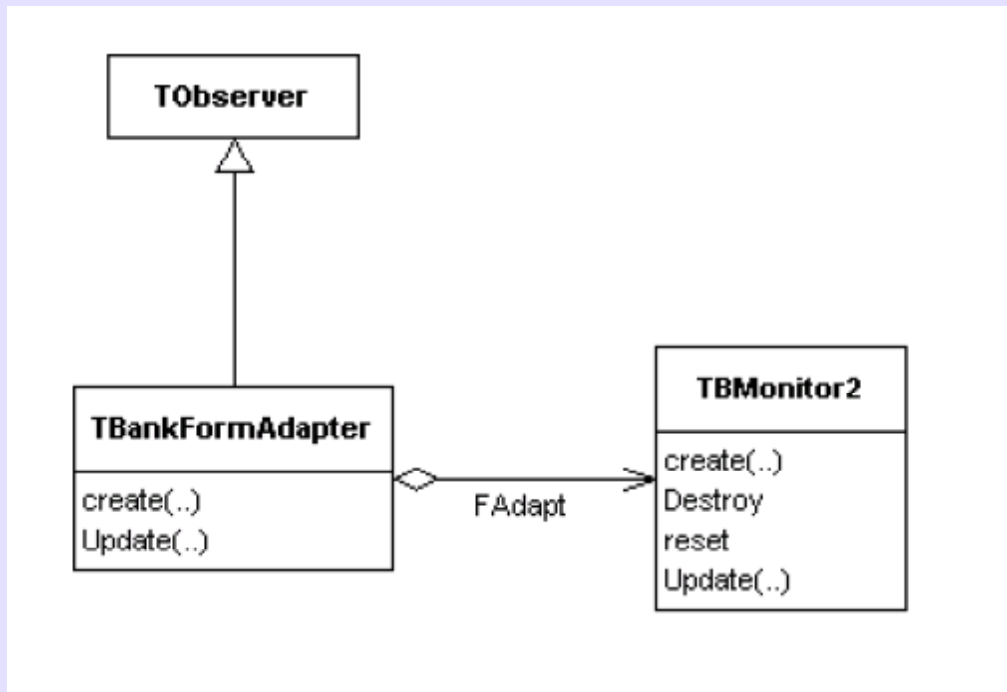 TObserver
TBankFormAdapter
create(..)
Update(..)
FAdapt
TBMonitor2
create(..)
Destroy
reset
Update(..)